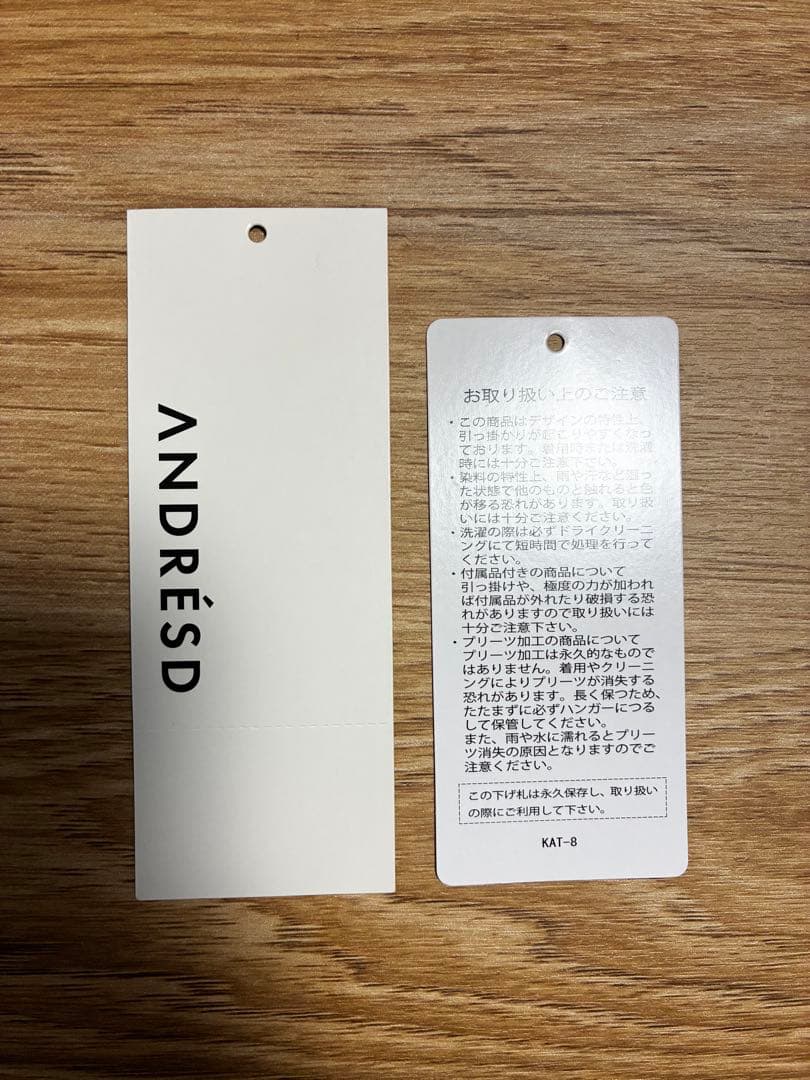 ANDRÉSD
お取り扱い上のご注意
・この商品はデザインの特性上、
引っ掛かりが起こりやすくなっ
ております。着用時または洗濯
時には十分ご注意下さい。
・染料の特性上、雨や汗など湿っ
た状態で他のものと触れると色
が移る恐れがあります。取り扱
いには十分ご注意ください。
・洗濯の際は必ずドライクリーニ
ングにて短時間で処理を行って
ください。
・付属品付きの商品について
引っ掛けや、極度の力が加われ
ば付属品が外れたり破損する恐
れがありますので取り扱いには
十分ご注意下さい。
・プリーツ加工の商品について
プリーツ加工は永久的なもので
はありません。着用やクリーニ
ングによりプリーツが消失する
恐れがあります。長く保つため、
たたまずに必ずハンガーにつる
して保管してください。
また、雨や水に濡れるとプリー
ツ消失の原因となりますのでご
注意ください。
この下げ札は永久保存し、取り扱い
の際にご利用して下さい。
KAT-8